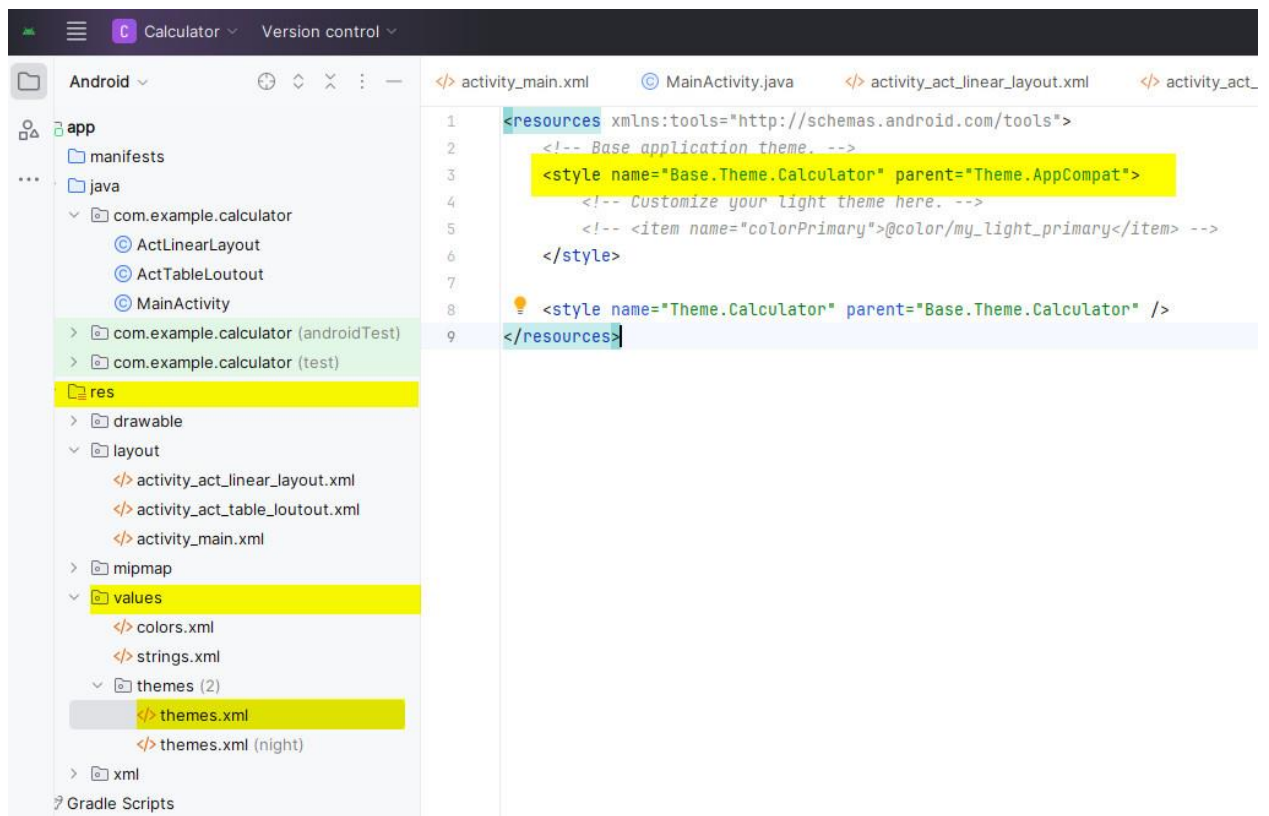 C Calculator Version control
Android
activity_main.xml MainActivity.java activity_act_linear_layout.xml activity_act_
app
manifests
java
com.example.calculator
ActLinearLayout
ActTableLoutout
MainActivity
com.example.calculator (androidTest)
com.example.calculator (test)
res
drawable
layout
activity_act_linear_layout.xml
activity_act_table_loutout.xml
activity_main.xml
mipmap
values
colors.xml
strings.xml
themes (2)
themes.xml
themes.xml (night)
xml
Gradle Scripts
1 <resources xmlns:tools="http://schemas.android.com/tools">
2 <!-- Base application theme. -->
3 <style name="Base.Theme.Calculator" parent="Theme.AppCompat">
4 <!-- Customize your light theme here. -->
5 <!-- <item name="colorPrimary">@color/my_light_primary</item> -->
6 </style>
7
8 <style name="Theme.Calculator" parent="Base.Theme.Calculator" />
9 </resources>